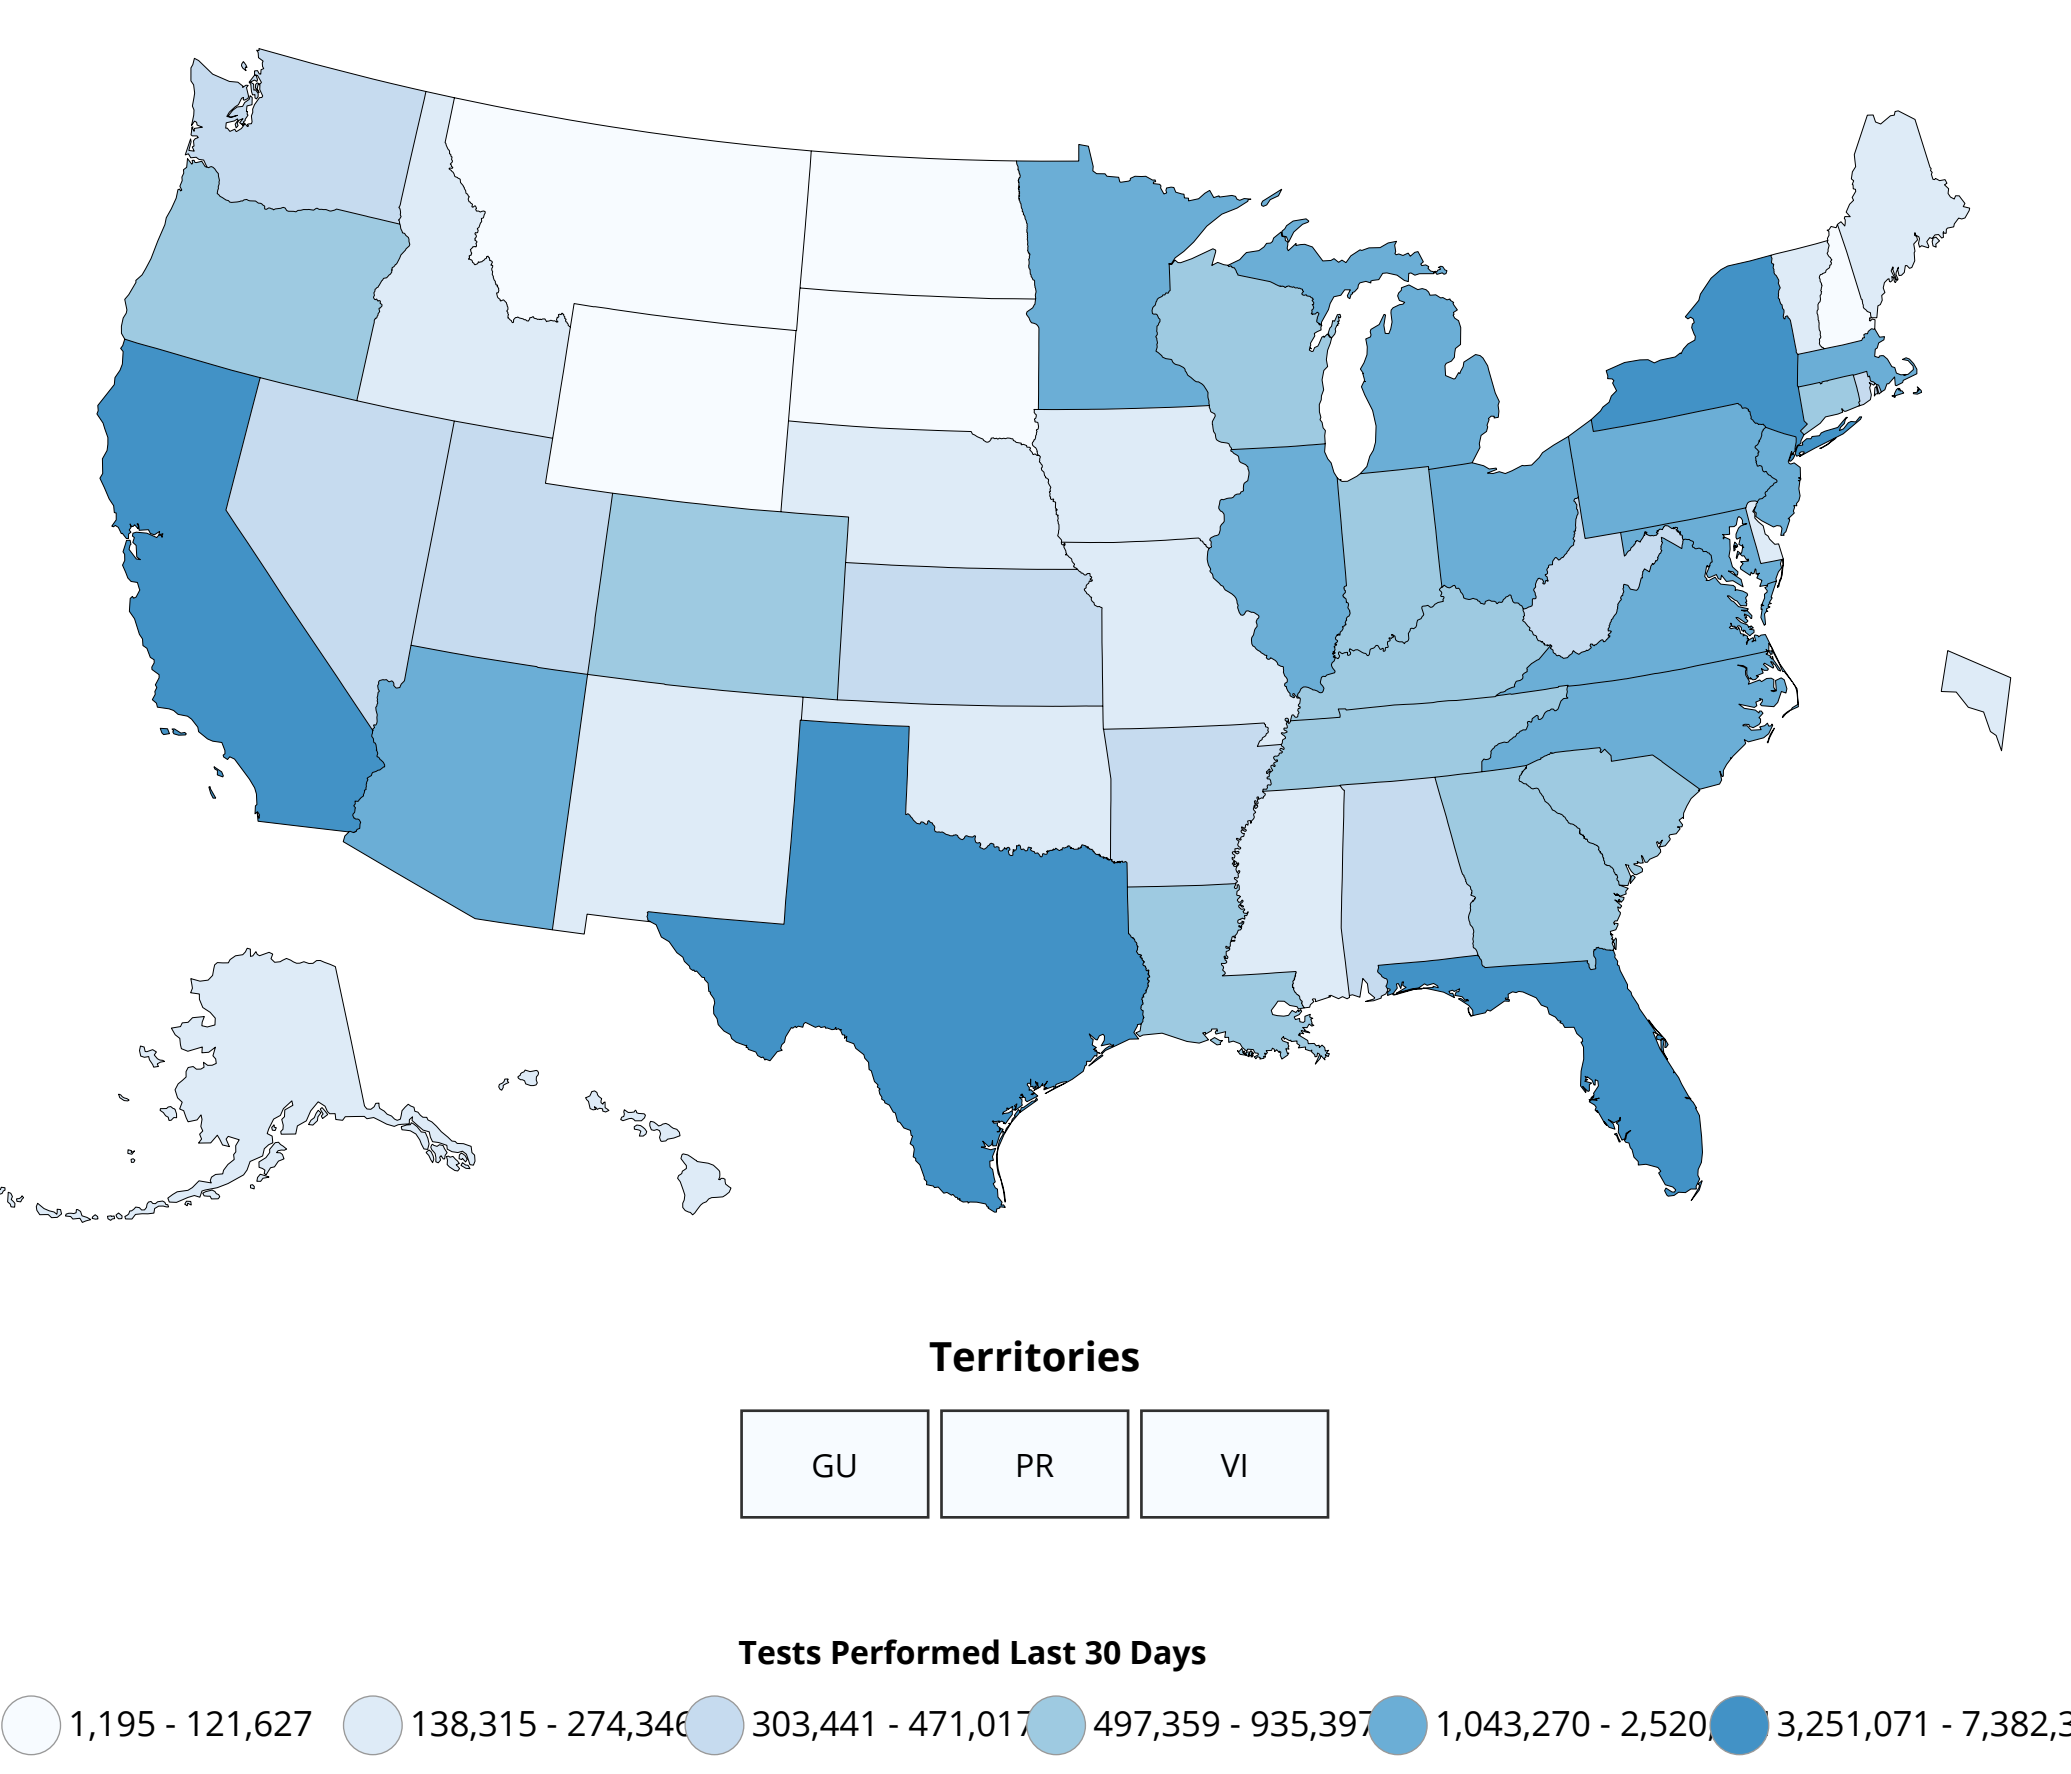 Territories
GU PR VI
Tests Performed Last 30 Days
1,195 - 121,627 138,315 - 274,346 303,441 - 471,017 497,359 - 935,397 1,043,270 - 2,520, 3,251,071 - 7,382,3